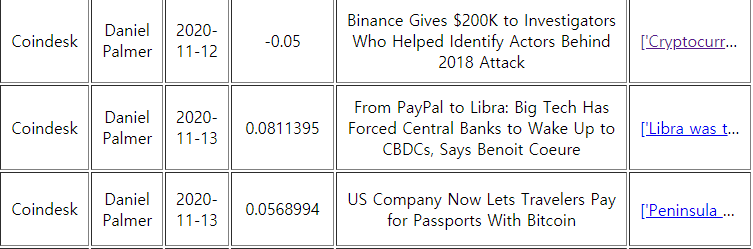 Coindesk
Daniel
Palmer
2020-
11-12
-0.05
Binance Gives $200K to Investigators
Who Helped Identify Actors Behind
2018 Attack
['Cryptocurr...
Coindesk
Daniel
Palmer
2020-
11-13
0.0811395
From PayPal to Libra: Big Tech Has
Forced Central Banks to Wake Up to
CBDCs, Says Benoit Coeure
['Libra was t...
Coindesk
Daniel
Palmer
2020-
11-13
0.0568994
US Company Now Lets Travelers Pay
for Passports With Bitcoin
['Peninsula ...